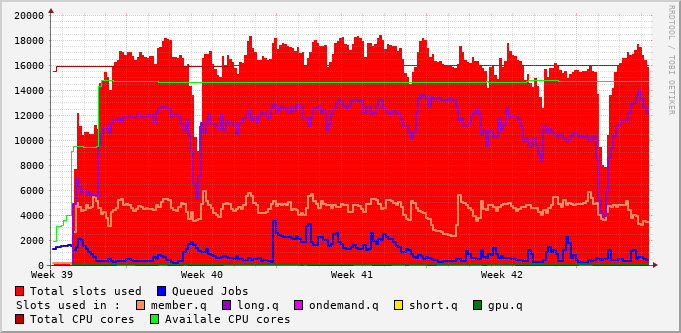 20000
18000
16000
14000
12000
10000
8000
6000
4000
2000
0
Week 39 Week 40 Week 41 Week 42
Total slots used Queued Jobs
Slots used in : member.q long.q ondemand.q short.q gpu.q
Total CPU cores Availale CPU cores
RRDTOOL / TOBI OETIKER